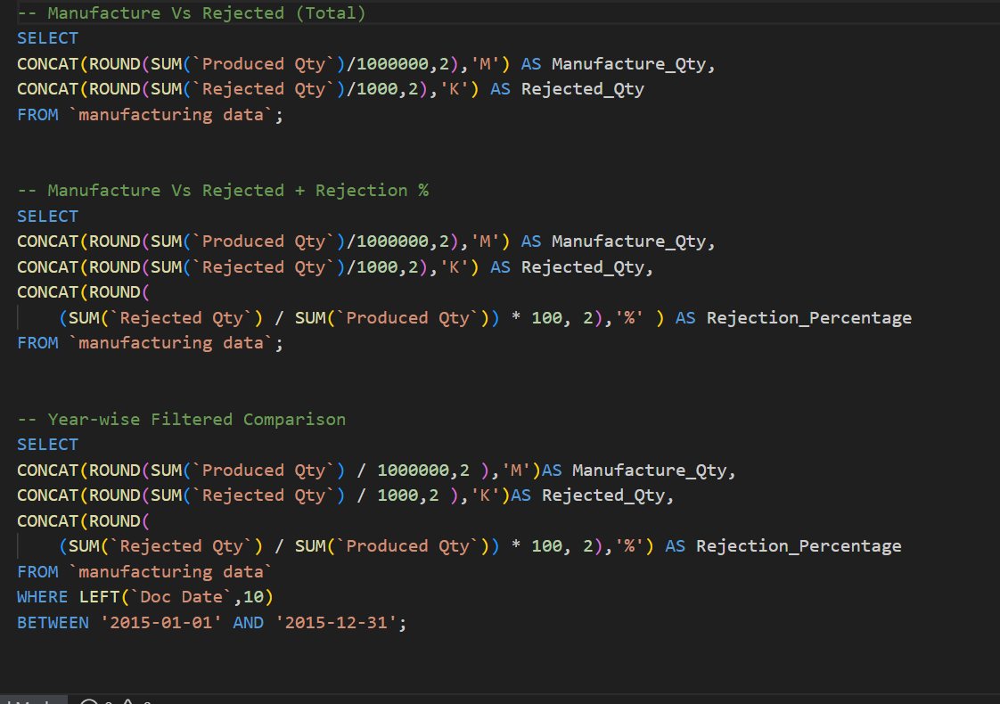 -- Manufacture Vs Rejected (Total)
SELECT
CONCAT(ROUND(SUM(`Produced Qty`)/1000000,2),'M') AS Manufacture_Qty,
CONCAT(ROUND(SUM(`Rejected Qty`)/1000,2),'K') AS Rejected_Qty
FROM `manufacturing data`;
-- Manufacture Vs Rejected + Rejection %
SELECT
CONCAT(ROUND(SUM(`Produced Qty`)/1000000,2),'M') AS Manufacture_Qty,
CONCAT(ROUND(SUM(`Rejected Qty`)/1000,2),'K') AS Rejected_Qty,
CONCAT(ROUND(
    (SUM(`Rejected Qty`) / SUM(`Produced Qty`)) * 100, 2),'%' ) AS Rejection_Percentage
FROM `manufacturing data`;
-- Year-wise Filtered Comparison
SELECT
CONCAT(ROUND(SUM(`Produced Qty`) / 1000000,2 ),'M')AS Manufacture_Qty,
CONCAT(ROUND(SUM(`Rejected Qty`) / 1000,2 ),'K')AS Rejected_Qty,
CONCAT(ROUND(
    (SUM(`Rejected Qty`) / SUM(`Produced Qty`)) * 100, 2),'%') AS Rejection_Percentage
FROM `manufacturing data`
WHERE LEFT(`Doc Date`,10)
BETWEEN '2015-01-01' AND '2015-12-31';